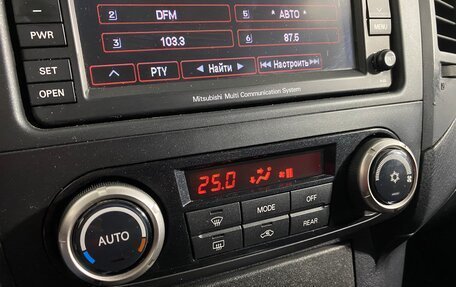 2 DFM 5 * АВТО *
3 103.3 6 87.5
PWR
MENU
PTY Найти Настроить
SET
OPEN
Mitsubishi Multi Communication System
25.0
MODE OFF
AUTO
REAR